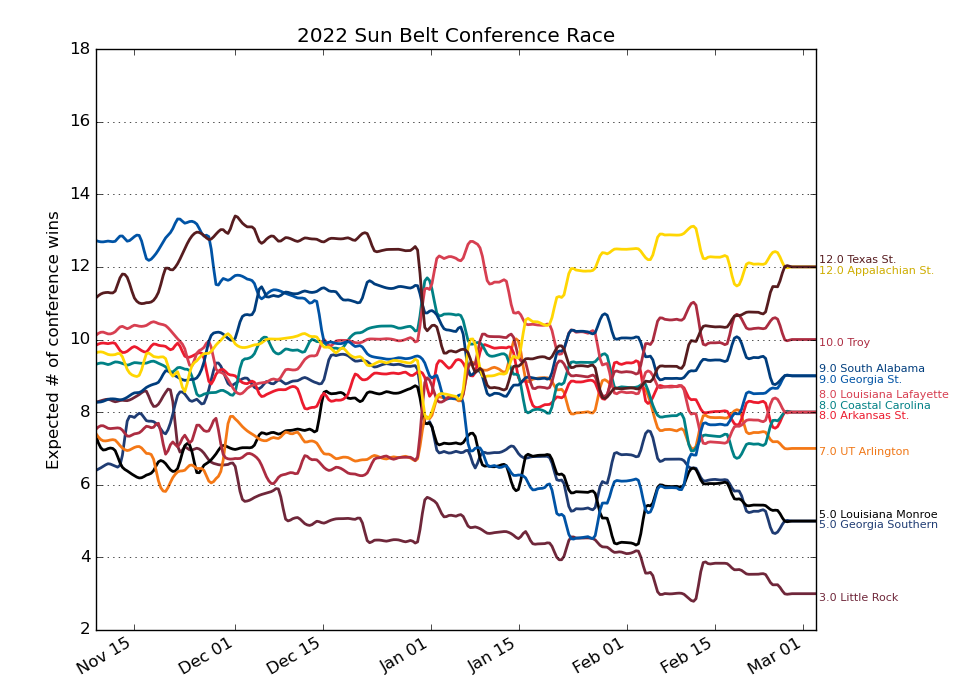 2022 Sun Belt Conference Race
Expected # of conference wins
18
16
14
12
10
8
6
4
2
12.0 Texas St.
12.0 Appalachian St.
10.0 Troy
9.0 South Alabama
9.0 Georgia St.
8.0 Louisiana Lafayette
8.0 Coastal Carolina
8.0 Arkansas St.
7.0 UT Arlington
5.0 Louisiana Monroe
5.0 Georgia Southern
3.0 Little Rock
Nov 15
Dec 01
Dec 15
Jan 01
Jan 15
Feb 01
Feb 15
Mar 01